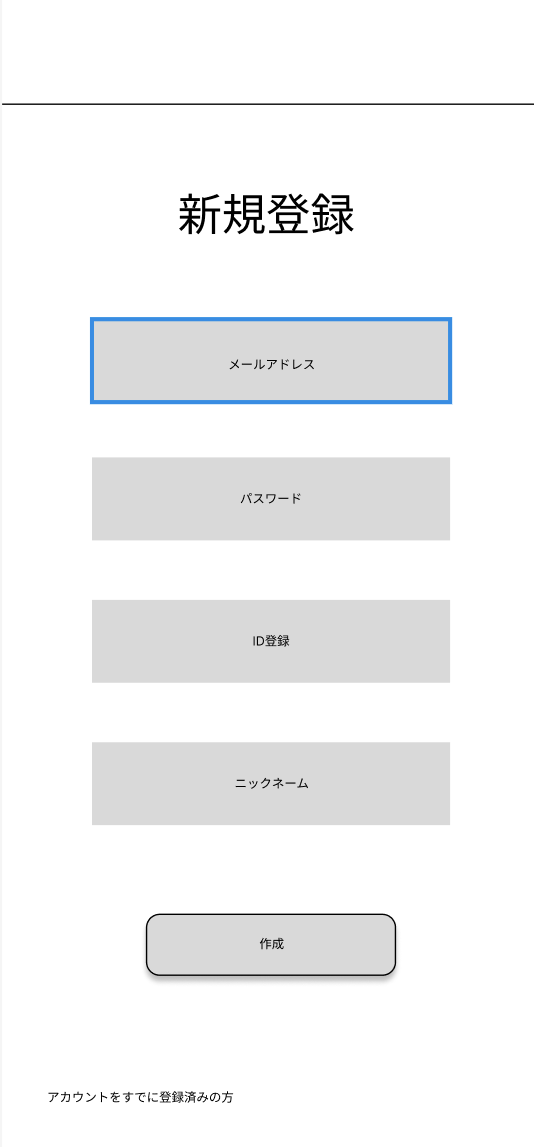 新規登録
メールアドレス
パスワード
ID登録
ニックネーム
作成
アカウントをすでに登録済みの方